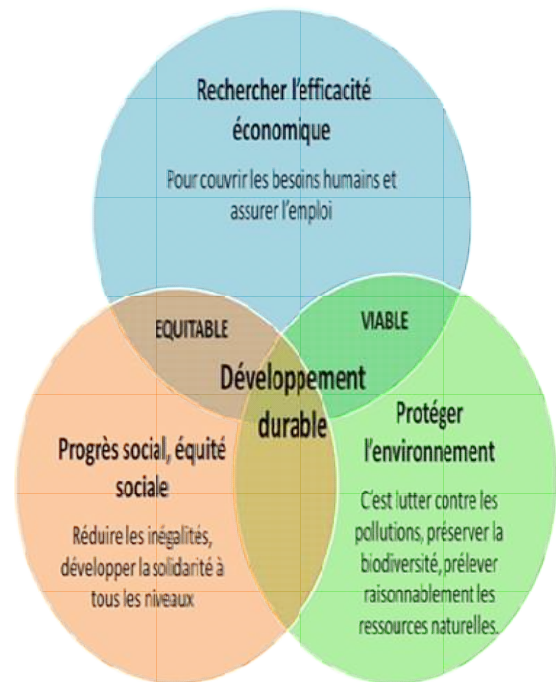 Rechercher l'efficacité
économique
Pour couvrir les besoins humains et
assurer l'emploi
EQUITABLE
VIABLE
Développement
durable
Progrès social, équité
sociale
Réduire les inégalités,
développer la solidarité à
tous les niveaux
Protéger
l'environnement
C'est lutter contre les
pollutions, préserver la
biodiversité, prélever
raisonnablement les
ressources naturelles.